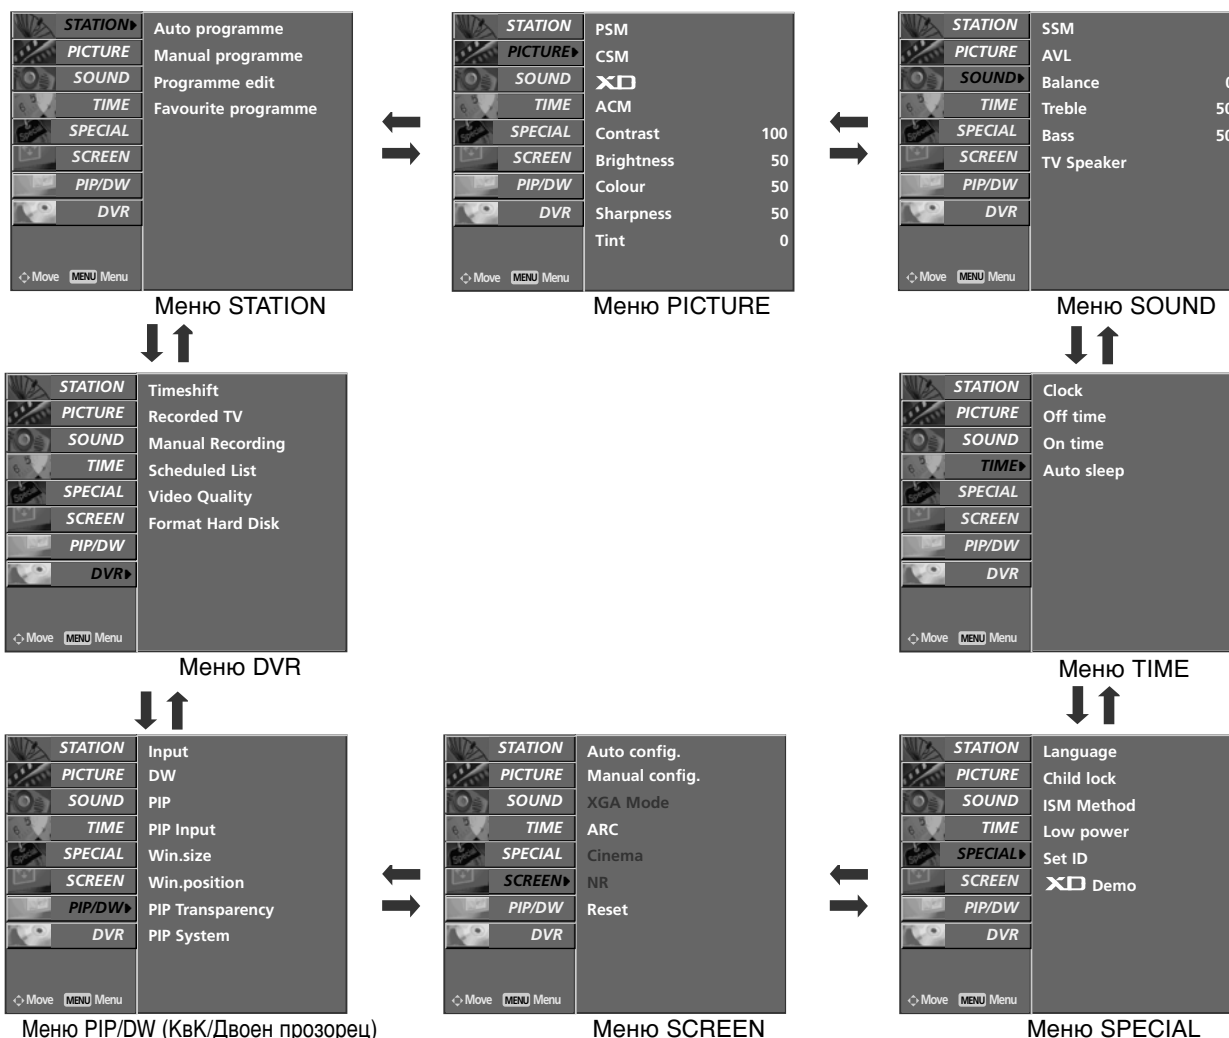 STATION
PICTURE
SOUND
TIME
SPECIAL
SCREEN
PIP/DW
DVR
Move MENU Menu
Auto programme
Manual programme
Programme edit
Favourite programme
Меню STATION
STATION
PICTURE
SOUND
TIME
SPECIAL
SCREEN
PIP/DW
DVR
Move MENU Menu
PSM
CSM
XD
ACM
Contrast 100
Brightness 50
Colour 50
Sharpness 50
Tint 0
Меню PICTURE
STATION
PICTURE
SOUND
TIME
SPECIAL
SCREEN
PIP/DW
DVR
Move MENU Menu
SSM
AVL
Balance 0
Treble 50
Bass 50
TV Speaker
Меню SOUND
STATION
PICTURE
SOUND
TIME
SPECIAL
SCREEN
PIP/DW
DVR
Move MENU Menu
Timeshift
Recorded TV
Manual Recording
Scheduled List
Video Quality
Format Hard Disk
Меню DVR
STATION
PICTURE
SOUND
TIME
SPECIAL
SCREEN
PIP/DW
DVR
Move MENU Menu
Clock
Off time
On time
Auto sleep
Меню TIME
STATION
PICTURE
SOUND
TIME
SPECIAL
SCREEN
PIP/DW
DVR
Move MENU Menu
Input
DW
PIP
PIP Input
Win.size
Win.position
PIP Transparency
PIP System
Меню PIP/DW (КвК/Двоен прозорец)
STATION
PICTURE
SOUND
TIME
SPECIAL
SCREEN
PIP/DW
DVR
Move MENU Menu
Auto config.
Manual config.
XGA Mode
ARC
Cinema
NR
Reset
Меню SCREEN
STATION
PICTURE
SOUND
TIME
SPECIAL
SCREEN
PIP/DW
DVR
Move MENU Menu
Language
Child lock
ISM Method
Low power
Set ID
XD Demo
Меню SPECIAL